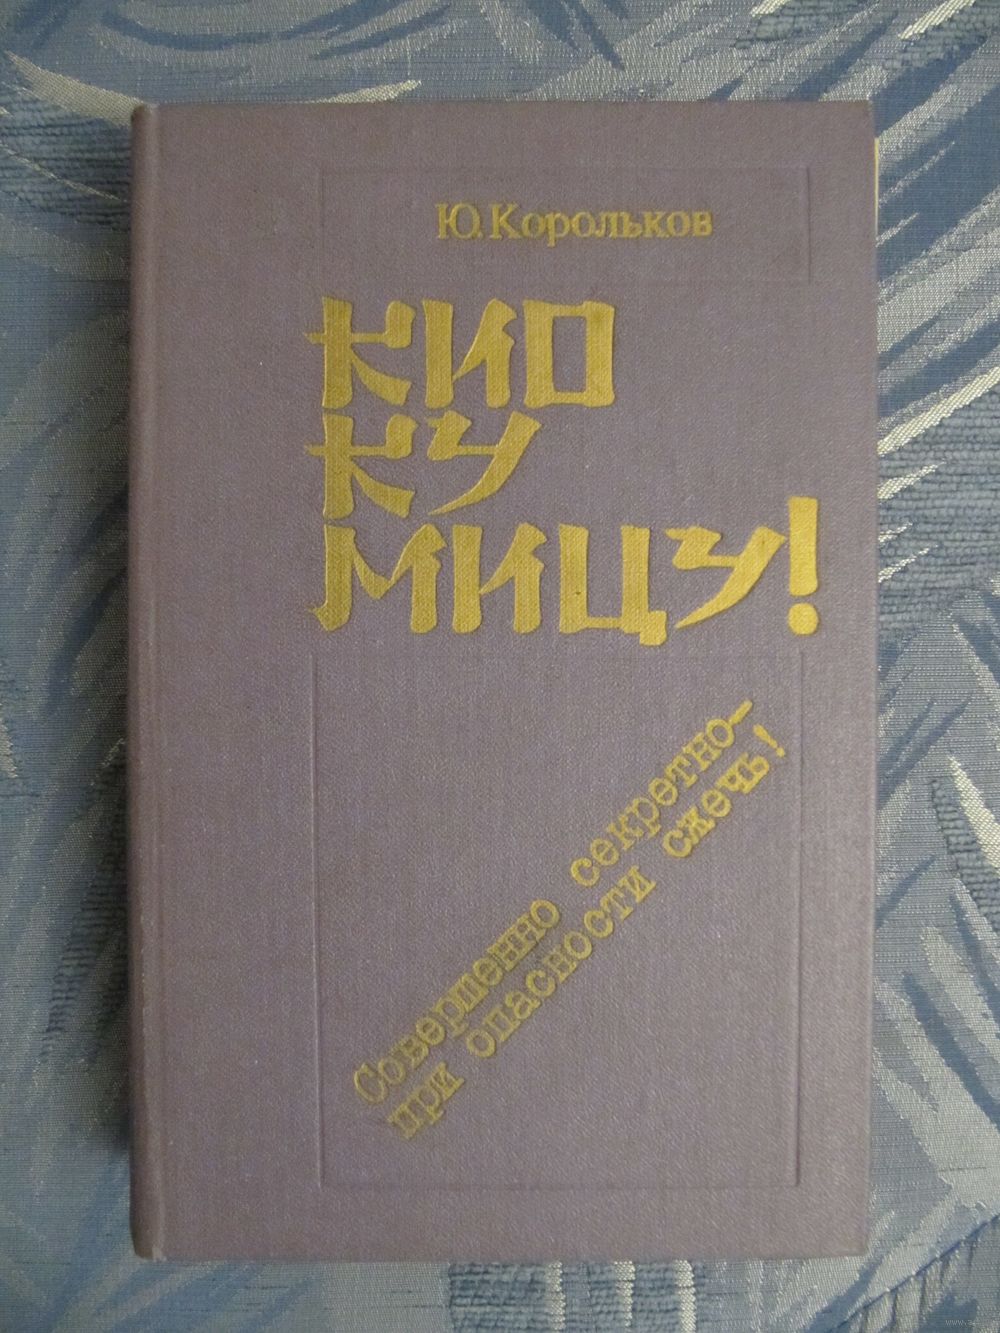 Ю. Корольков
КИО
КУ
МИЦУ!
Совершенно секретно—
при опасности сжечь!